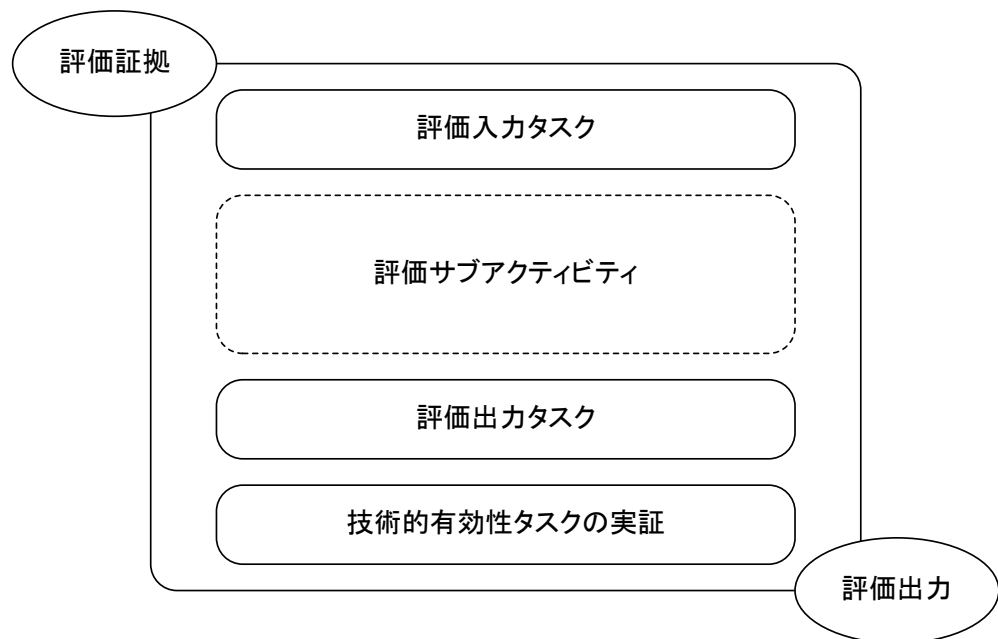 評価証拠
評価入力タスク
評価サブアクティビティ
評価出力タスク
技術的有効性タスクの実証
評価出力